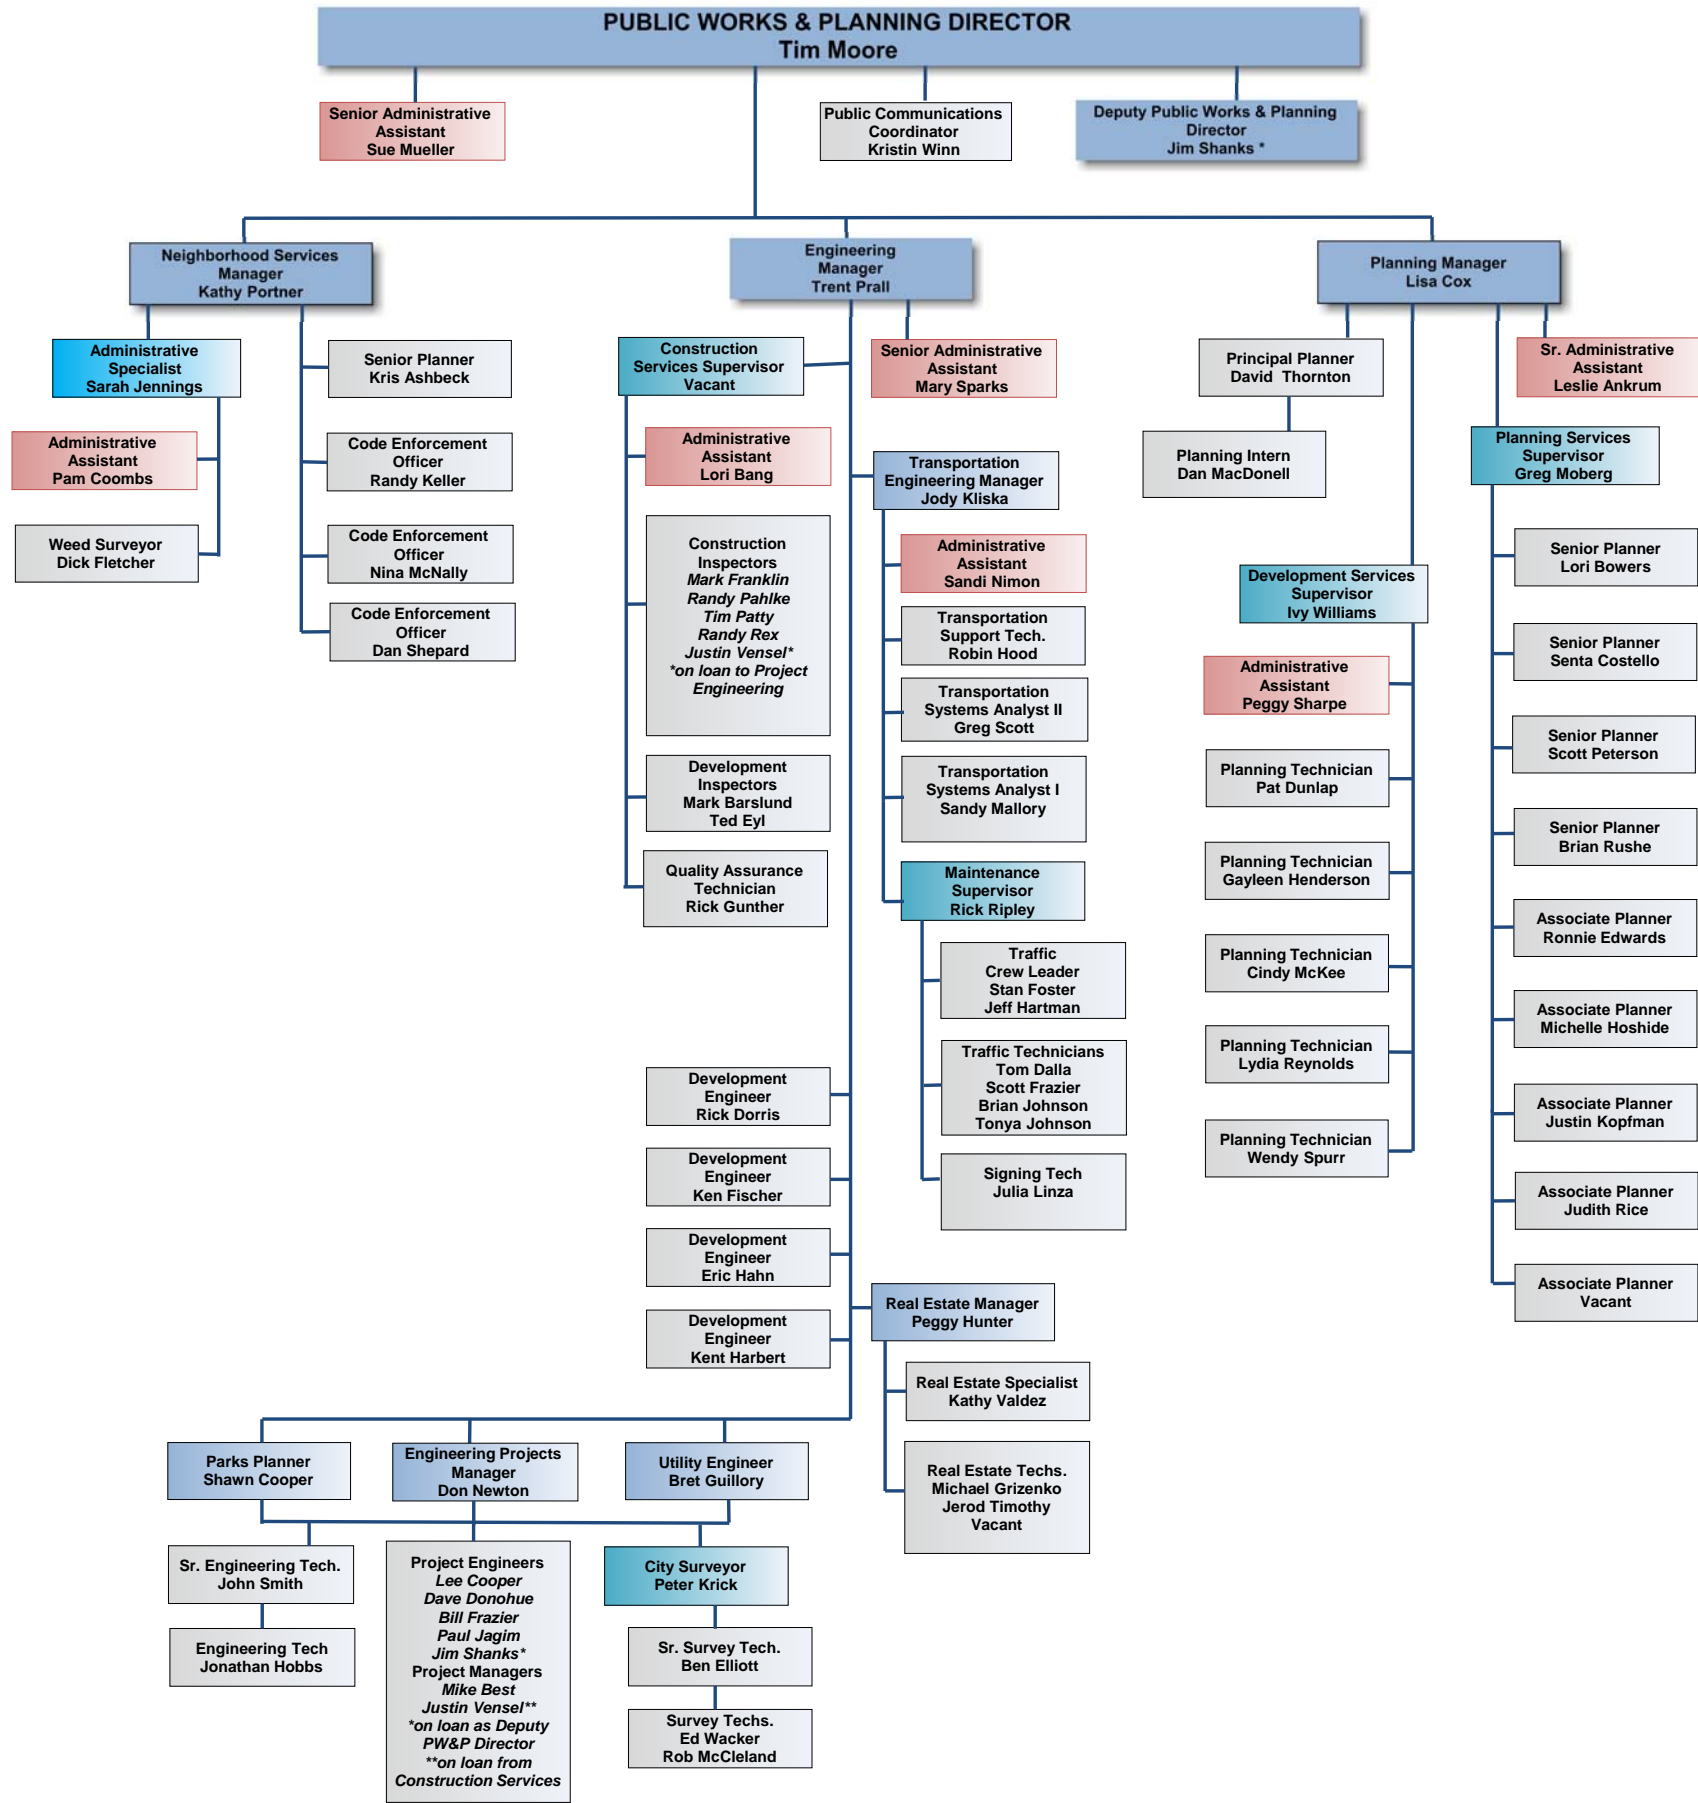 PUBLIC WORKS & PLANNING DIRECTOR
Tim Moore
Senior Administrative
Assistant
Sue Mueller
Public Communications
Coordinator
Kristin Winn
Deputy Public Works & Planning
Director
Jim Shanks *
Neighborhood Services
Manager
Kathy Portner
Engineering
Manager
Trent Prall
Planning Manager
Lisa Cox
Administrative
Specialist
Sarah Jennings
Administrative
Assistant
Pam Coombs
Weed Surveyor
Dick Fletcher
Senior Planner
Kris Ashbeck
Code Enforcement
Officer
Randy Keller
Code Enforcement
Officer
Nina McNally
Code Enforcement
Officer
Dan Shepard
Construction
Services Supervisor
Vacant
Administrative
Assistant
Lori Bang
Construction
Inspectors
Mark Franklin
Randy Pahlke
Tim Patty
Randy Rex
Justin Vensel*
*on loan to Project
Engineering
Development
Inspectors
Mark Barslund
Ted Eyl
Quality Assurance
Technician
Rick Gunther
Senior Administrative
Assistant
Mary Sparks
Transportation
Engineering Manager
Jody Kliska
Administrative
Assistant
Sandi Nimon
Transportation
Support Tech.
Robin Hood
Transportation
Systems Analyst II
Greg Scott
Transportation
Systems Analyst I
Sandy Mallory
Maintenance
Supervisor
Rick Ripley
Traffic
Crew Leader
Stan Foster
Jeff Hartman
Traffic Technicians
Tom Dalla
Scott Frazier
Brian Johnson
Tonya Johnson
Signing Tech
Julia Linza
Development
Engineer
Rick Dorris
Development
Engineer
Ken Fischer
Development
Engineer
Eric Hahn
Development
Engineer
Kent Harbert
Real Estate Manager
Peggy Hunter
Real Estate Specialist
Kathy Valdez
Real Estate Techs.
Michael Grizenko
Jerod Timothy
Vacant
Parks Planner
Shawn Cooper
Engineering Projects
Manager
Don Newton
Utility Engineer
Bret Guillory
Sr. Engineering Tech.
John Smith
Engineering Tech
Jonathan Hobbs
Project Engineers
Lee Cooper
Dave Donohue
Bill Frazier
Paul Jagim
Jim Shanks*
Project Managers
Mike Best
Justin Vensel**
*on loan as Deputy
PW&P Director
**on loan from
Construction Services
City Surveyor
Peter Krick
Sr. Survey Tech.
Ben Elliott
Survey Techs.
Ed Wacker
Rob McCleland
Principal Planner
David Thornton
Planning Intern
Dan MacDonell
Development Services
Supervisor
Ivy Williams
Administrative
Assistant
Peggy Sharpe
Planning Technician
Pat Dunlap
Planning Technician
Gayleen Henderson
Planning Technician
Cindy McKee
Planning Technician
Lydia Reynolds
Planning Technician
Wendy Spurr
Sr. Administrative
Assistant
Leslie Ankrum
Planning Services
Supervisor
Greg Moberg
Senior Planner
Lori Bowers
Senior Planner
Senta Costello
Senior Planner
Scott Peterson
Senior Planner
Brian Rushe
Associate Planner
Ronnie Edwards
Associate Planner
Michelle Hoshide
Associate Planner
Justin Kopfman
Associate Planner
Judith Rice
Associate Planner
Vacant